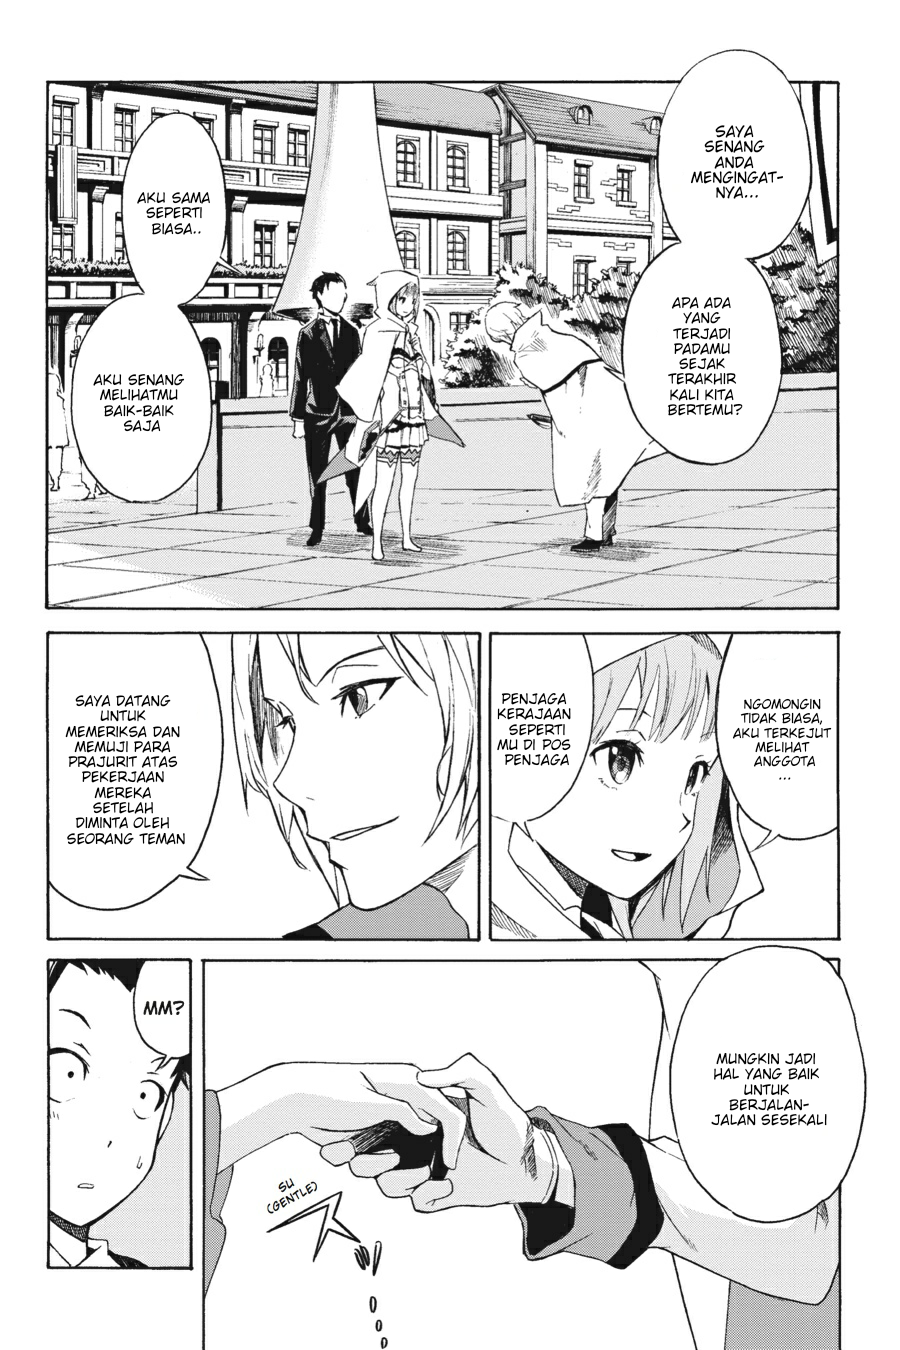 SAYA
SENANG
ANDA
MENGINGAT-
NYA...
APA ADA
YANG
TERJADI
PADAMU
SEJAK
TERAKHIR
KALI KITA
BERTEMU?
AKU SAMA
SEPERTI
BIASA..
AKU SENANG
MELIHATMU
BAIK-BAIK
SAJA
NGOMONGIN
TIDAK BIASA,
AKU TERKEJUT
MELIHAT
ANGGOTA
...
PENJAGA
KERAJAAN
SEPERTI
MU DI POS
PENJAGA
SAYA DATANG
UNTUK
MEMERIKSA DAN
MEMUJI PARA
PRAJURIT ATAS
PEKERJAAN
MEREKA
SETELAH
DIMINTA OLEH
SEORANG TEMAN
MUNGKIN JADI
HAL YANG BAIK
UNTUK
BERJALAN-
JALAN SESEKALI
SU
(GENTLE)
ス
MM?